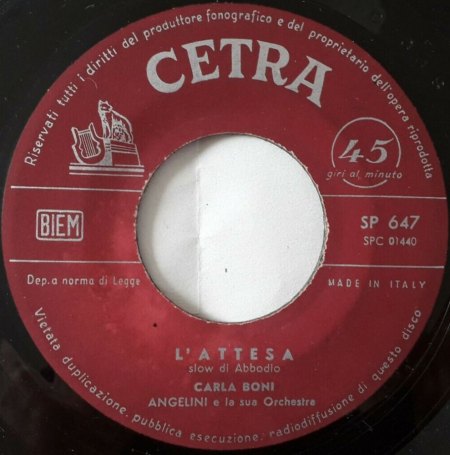 Riservati tutti i diritti del produttore fonografico e del proprietario dell'opera riprodotta
CETRA
45
giri al minuto
BIEM
SP 647
SPC 01440
Dep. a norma di Legge
MADE IN ITALY
L'ATTESA
slow di Abbodio
CARLA BONI
ANGELINI e la sua Orchestra
Vietata duplicazione, pubblica esecuzione, radiodiffusione di questo disco